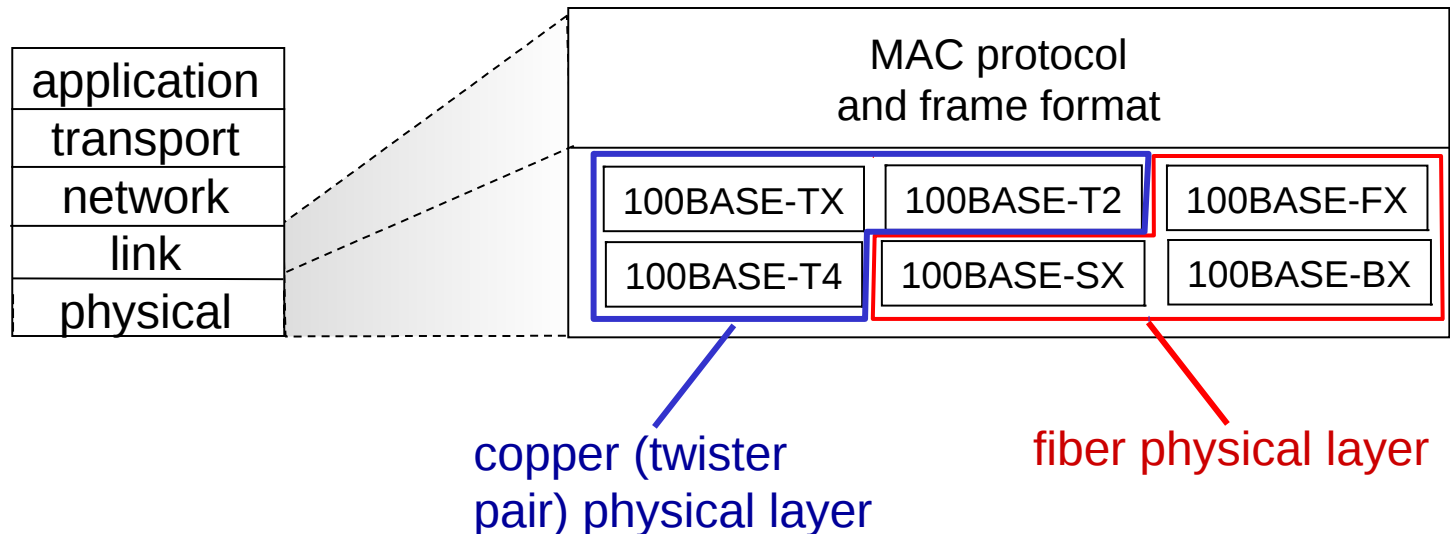 application
transport
network
link
physical
MAC protocol
and frame format
100BASE-TX
100BASE-T2
100BASE-FX
100BASE-T4
100BASE-SX
100BASE-BX
copper (twister
pair) physical layer
fiber physical layer